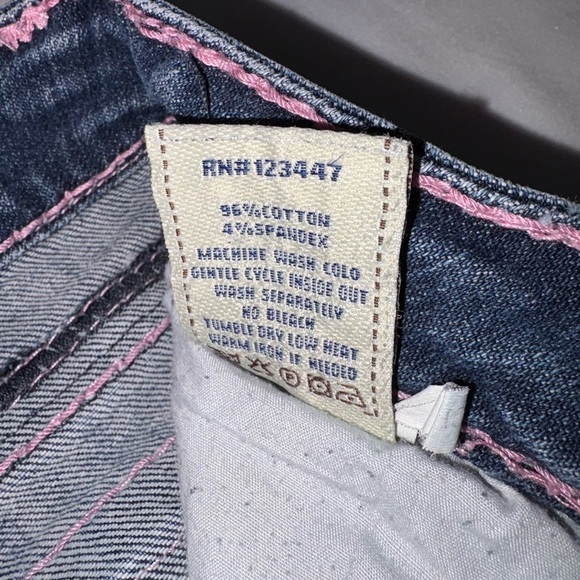 RN#123447
96%COTTON
4%SPANDEX
MACHINE WASH COLD
GENTLE CYCLE INSIDE OUT
WASH SEPARATELY
NO BLEACH
TUMBLE DRY LOW HEAT
WARM IRON IF NEEDED